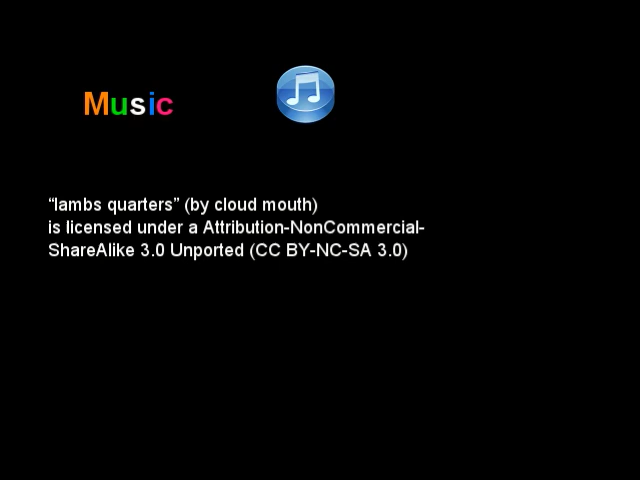 Music
“lambs quarters” (by cloud mouth)
is licensed under a Attribution-NonCommercial-
ShareAlike 3.0 Unported (CC BY-NC-SA 3.0)